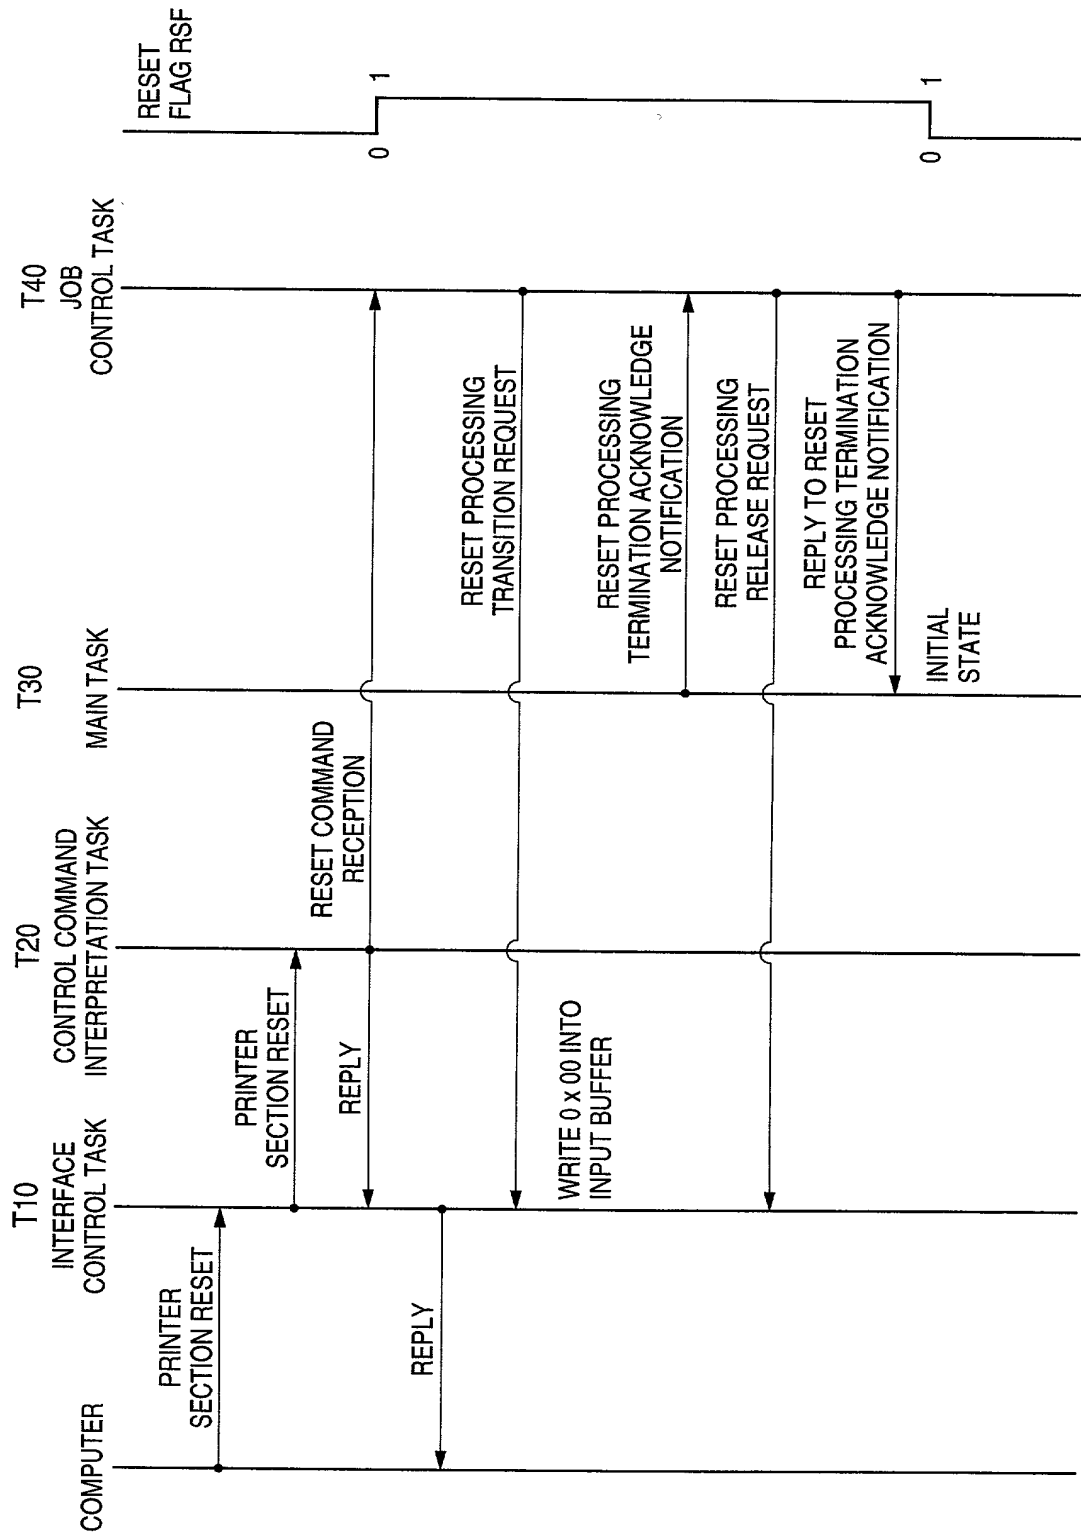 COMPUTER
T10
INTERFACE
CONTROL TASK
T20
CONTROL COMMAND
INTERPRETATION TASK
T30
MAIN TASK
T40
JOB
CONTROL TASK
RESET
FLAG RSF
PRINTER
SECTION RESET
PRINTER
SECTION RESET
REPLY
RESET COMMAND
RECEPTION
0
1
REPLY
RESET PROCESSING
TRANSITION REQUEST
WRITE 0 x 00 INTO
INPUT BUFFER
RESET PROCESSING
TERMINATION ACKNOWLEDGE
NOTIFICATION
RESET PROCESSING
RELEASE REQUEST
REPLY TO RESET
PROCESSING TERMINATION
ACKNOWLEDGE NOTIFICATION
INITIAL
STATE
0
1